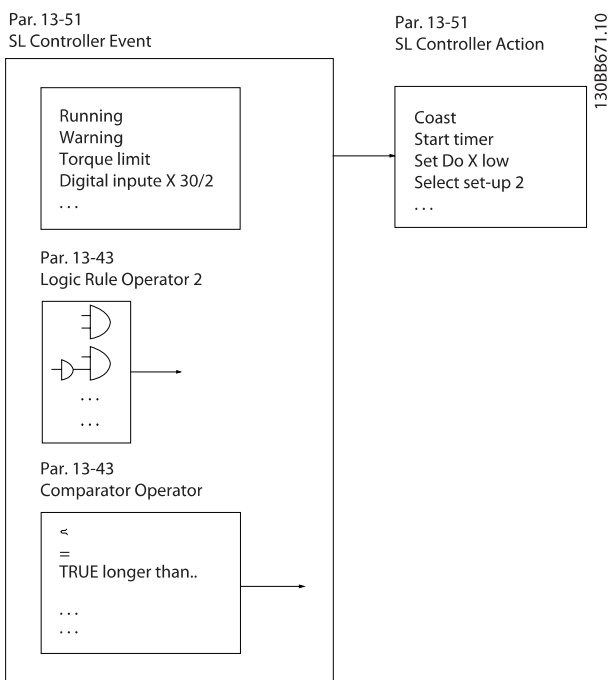 Par. 13-51
SL Controller Event
Par. 13-51
SL Controller Action
130BB671.10
Running
Warning
Torque limit
Digital inpute X 30/2
. . .
Coast
Start timer
Set Do X low
Select set-up 2
. . .
Par. 13-43
Logic Rule Operator 2
. . .
. . .
Par. 13-43
Comparator Operator
<
=
TRUE longer than..
. . .
. . .